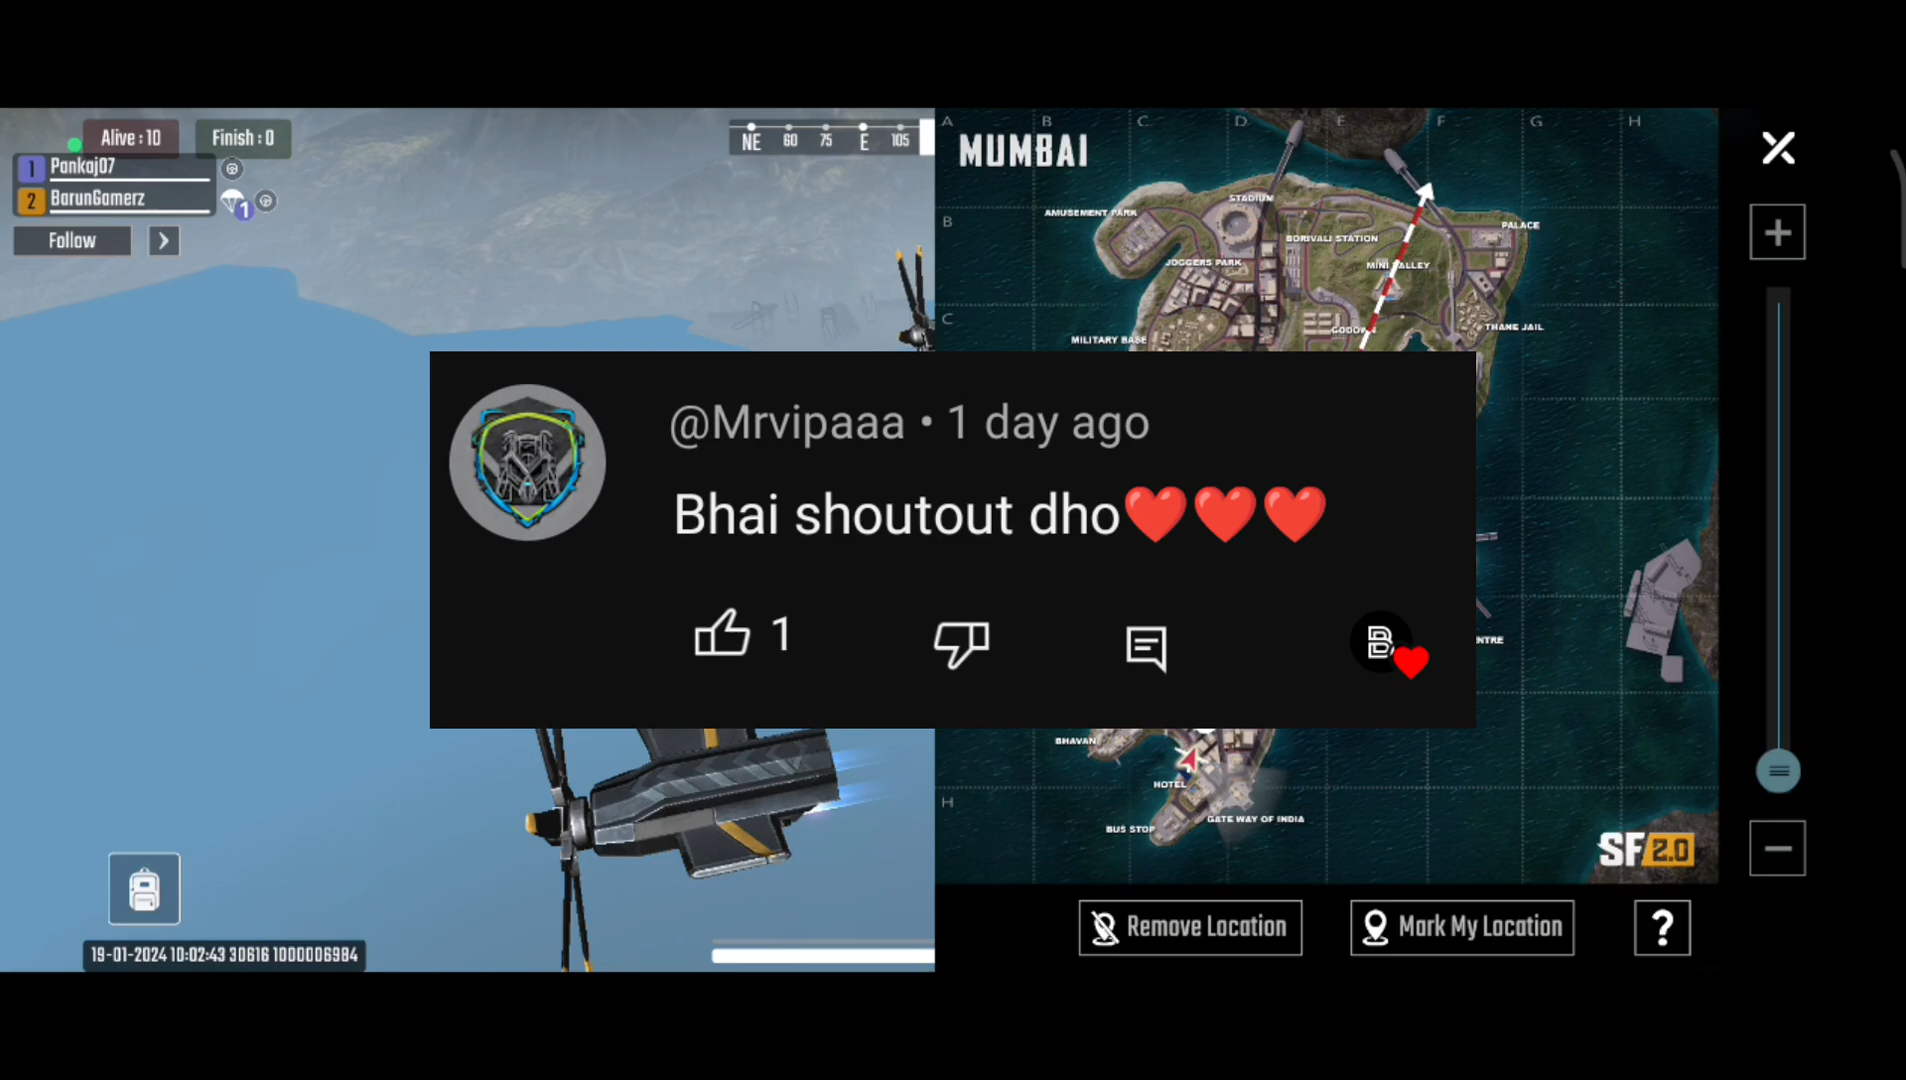 Alive : 10
Finish : 0
1 Pankaj07
2 BarunGamerz
1
Follow
NE 60 75 E 105
A B C D E F G H
MUMBAI
B
C
H
AMUSEMENT PARK
STADIUM
PALACE
BORIVALI STATION
JOGGERS PARK
MINI VALLEY
GODOWN
THANE JAIL
MILITARY BASE
@Mrvipaaa • 1 day ago
Bhai shoutout dho❤️❤️❤️
1
B
NTRE
BHAVAN
HOTEL
BUS STOP
GATE WAY OF INDIA
SF 2.0
Remove Location
Mark My Location
?
19-01-2024 10:02:43 30616 1000006984